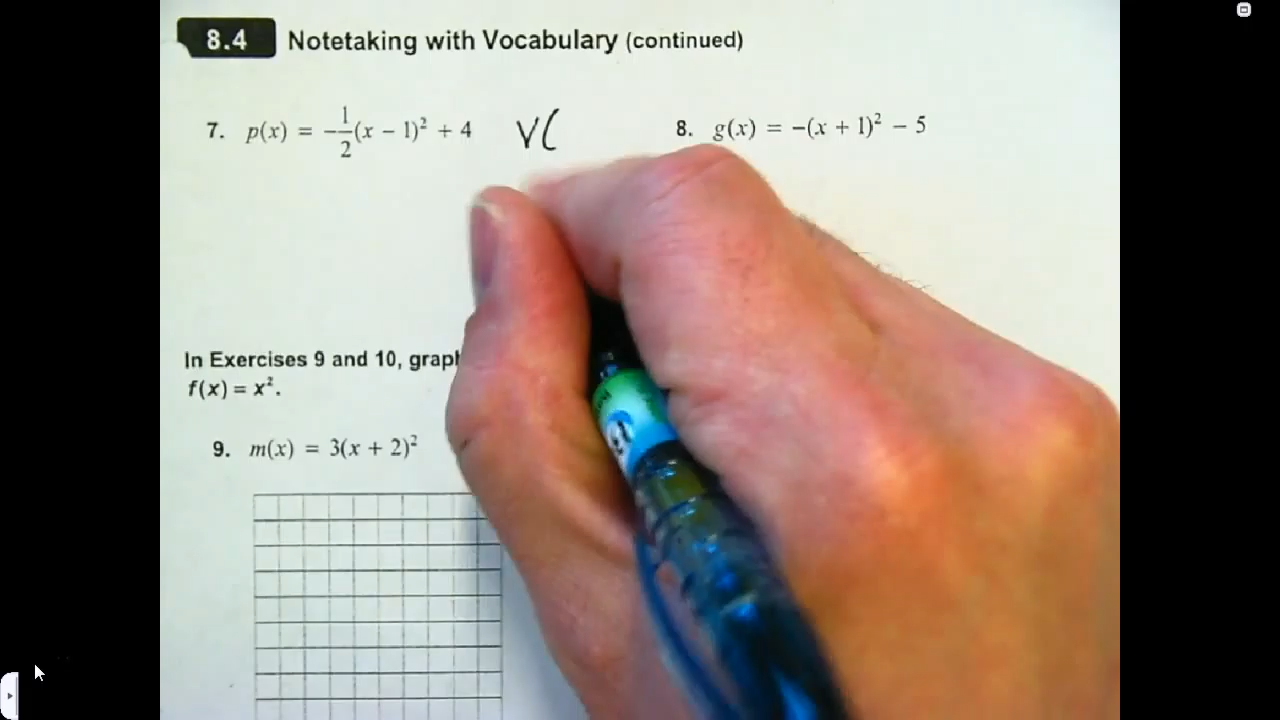 8.4 Notetaking with Vocabulary (continued)
7. p(x) = -1/2(x - 1)² + 4 V(
8. g(x) = -(x + 1)² - 5
In Exercises 9 and 10, graph
f(x) = x².
9. m(x) = 3(x + 2)²